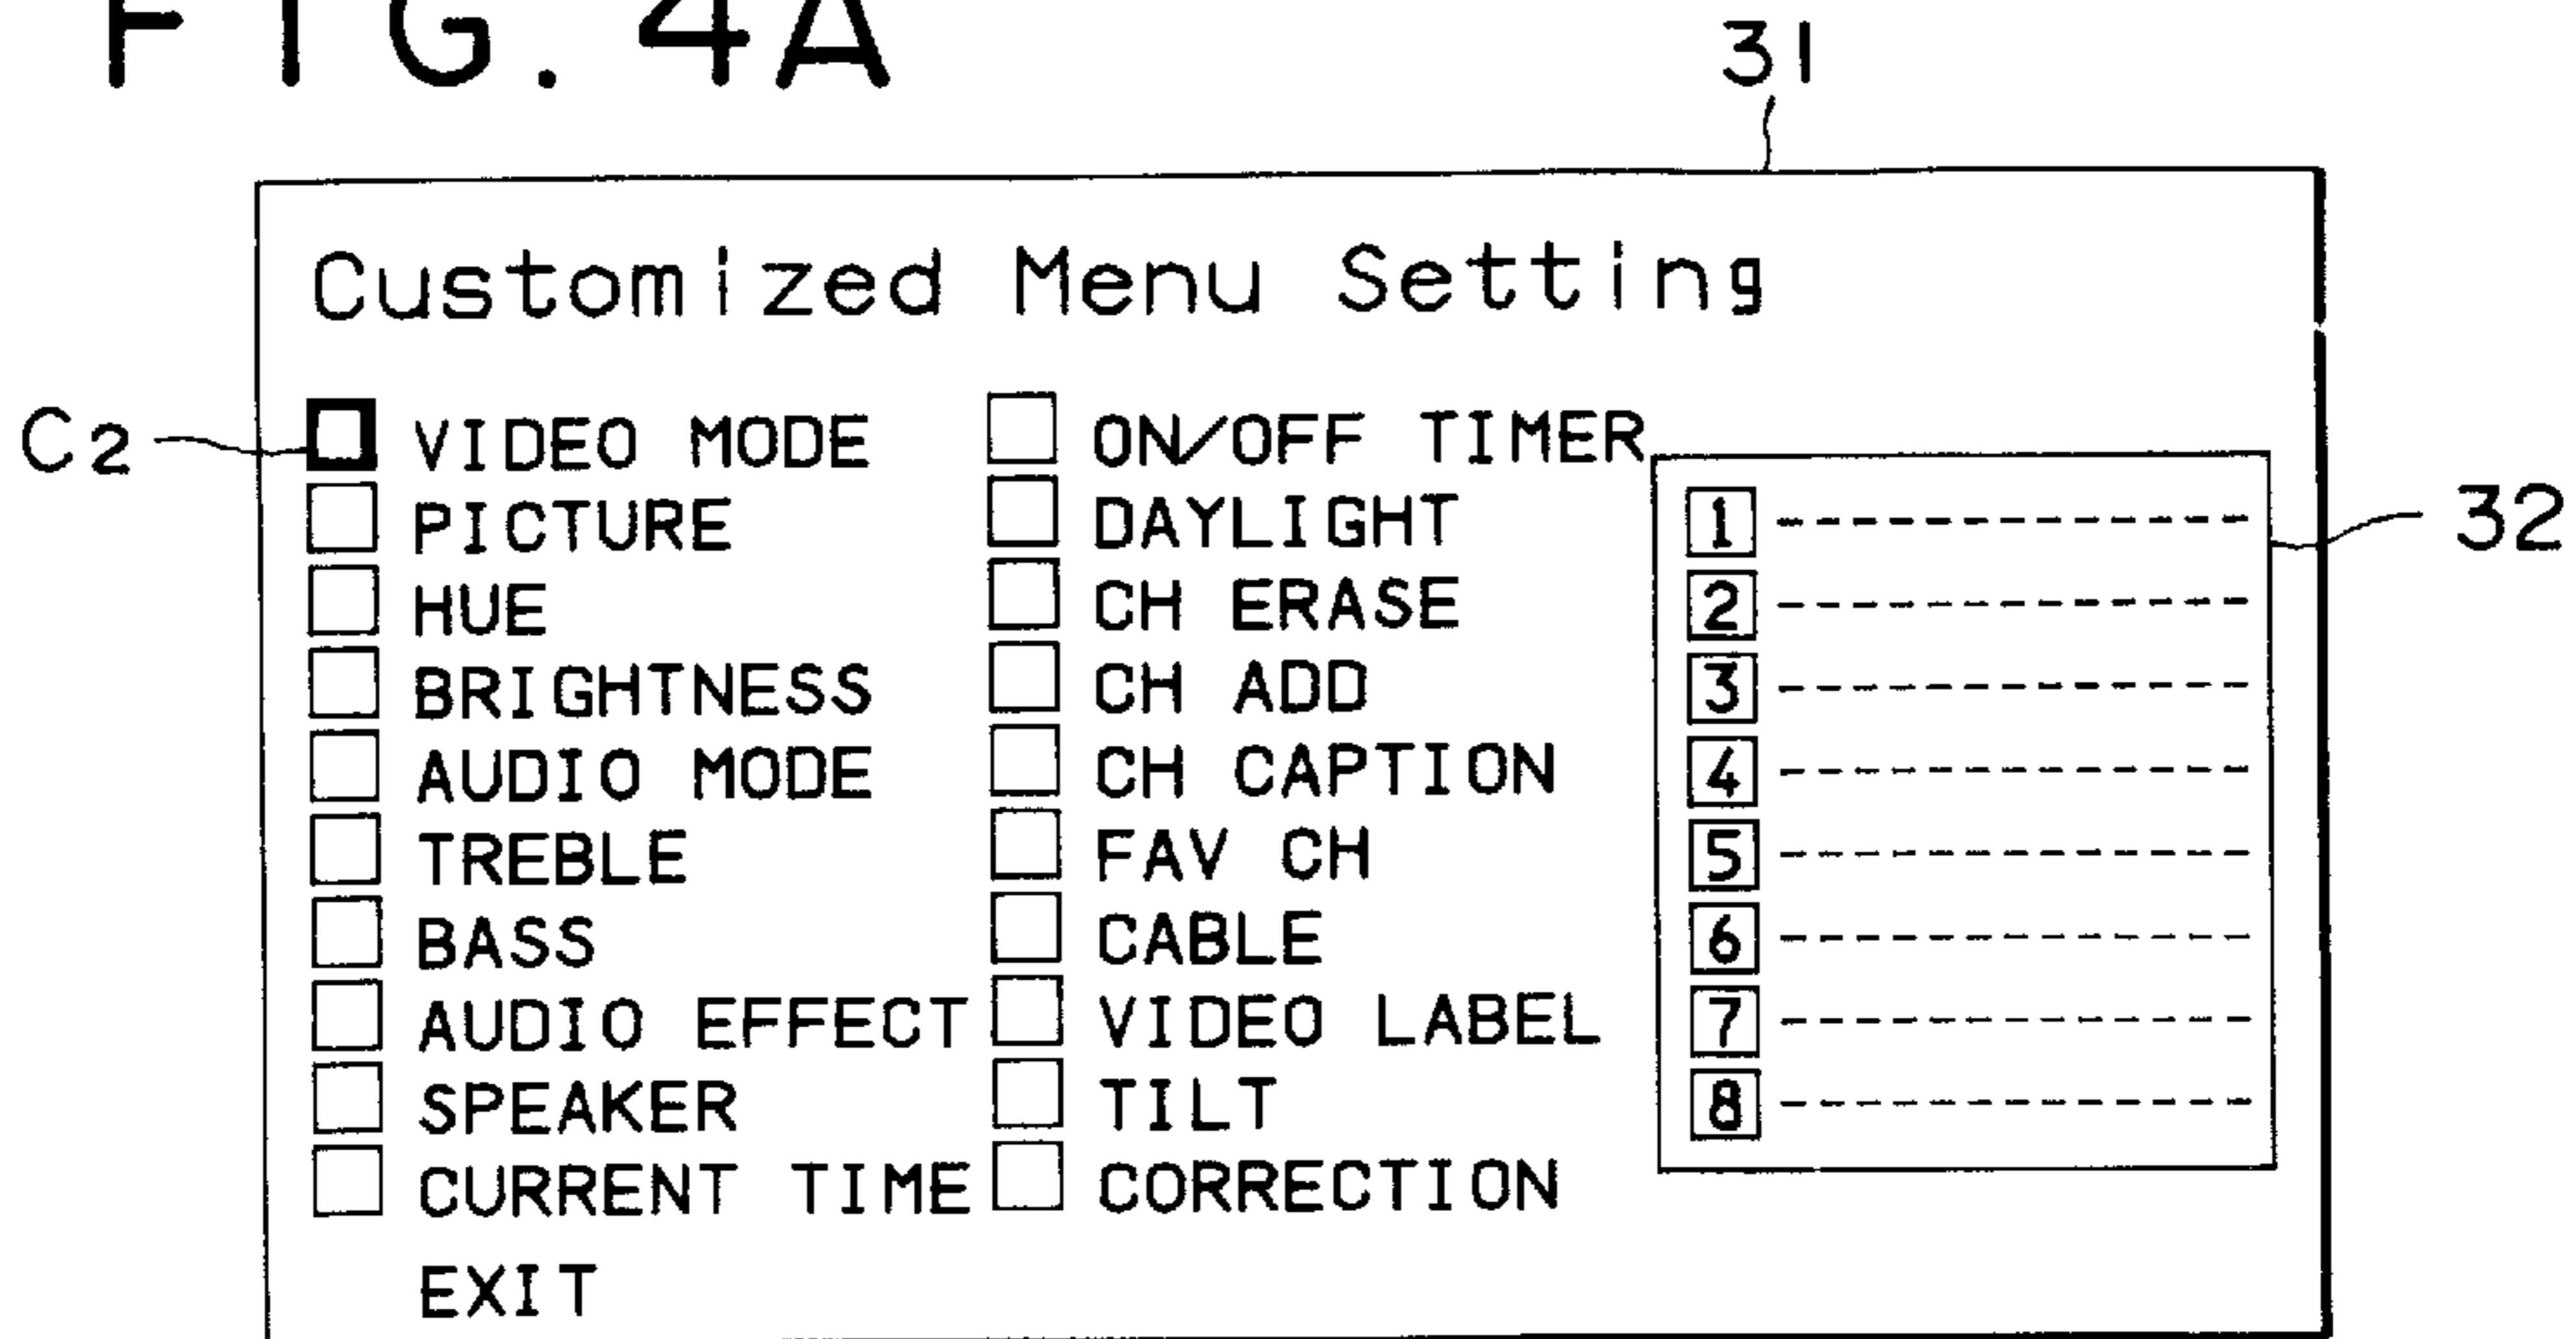 FIG. 4A
31
Customized Menu Setting
C2
VIDEO MODE
PICTURE
HUE
BRIGHTNESS
AUDIO MODE
TREBLE
BASS
AUDIO EFFECT
SPEAKER
CURRENT TIME
EXIT
ON/OFF TIMER
DAYLIGHT
CH ERASE
CH ADD
CH CAPTION
FAV CH
CABLE
VIDEO LABEL
TILT
CORRECTION
1 -------------
2 -------------
3 -------------
4 -------------
5 -------------
6 -------------
7 -------------
8 -------------
32